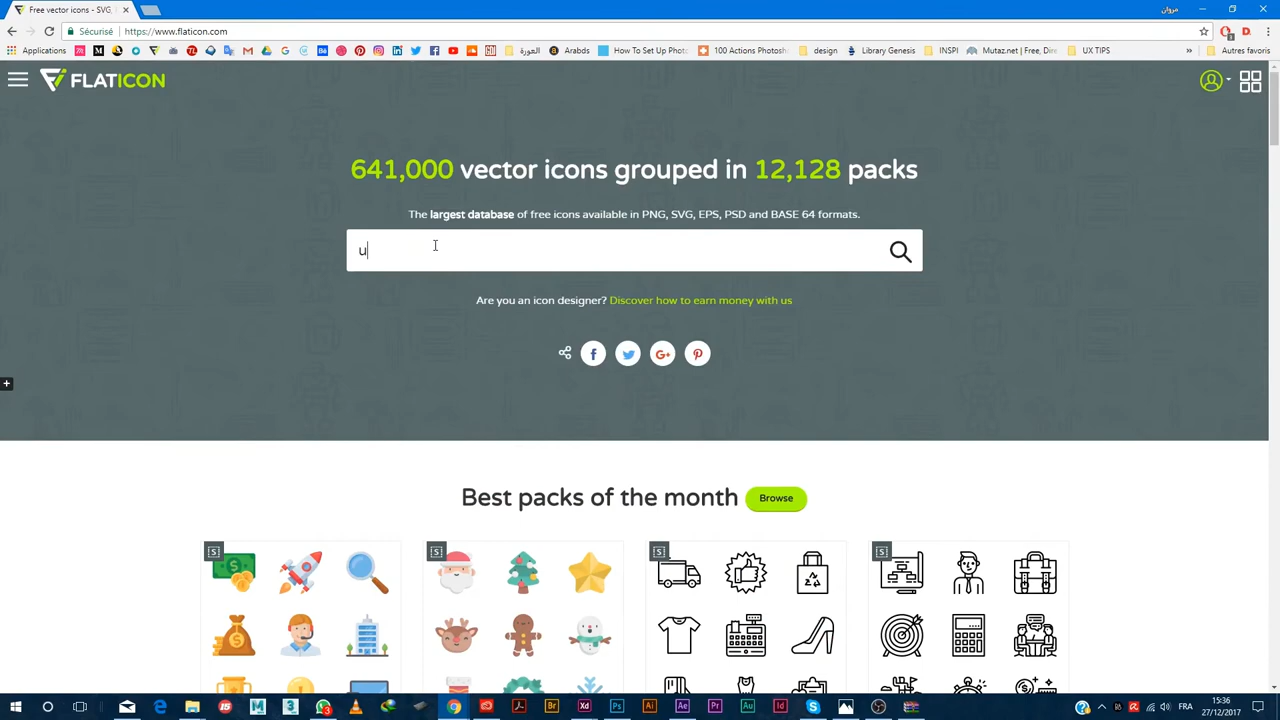 Free vector icons - SVG,
مروان
Sécurisé
https://www.flaticon.com
Applications
العودة
Arabds
How To Set Up Photo
100 Actions Photosh
design
Library Genesis
INSPI
Mutaz.net | Free, Dire
UX TIPS
»
Autres favoris
FLATICON
641,000 vector icons grouped in 12,128 packs
The largest database of free icons available in PNG, SVG, EPS, PSD and BASE 64 formats.
u
Are you an icon designer? Discover how to earn money with us
Best packs of the month
Browse
FRA
15:36
27/12/2017